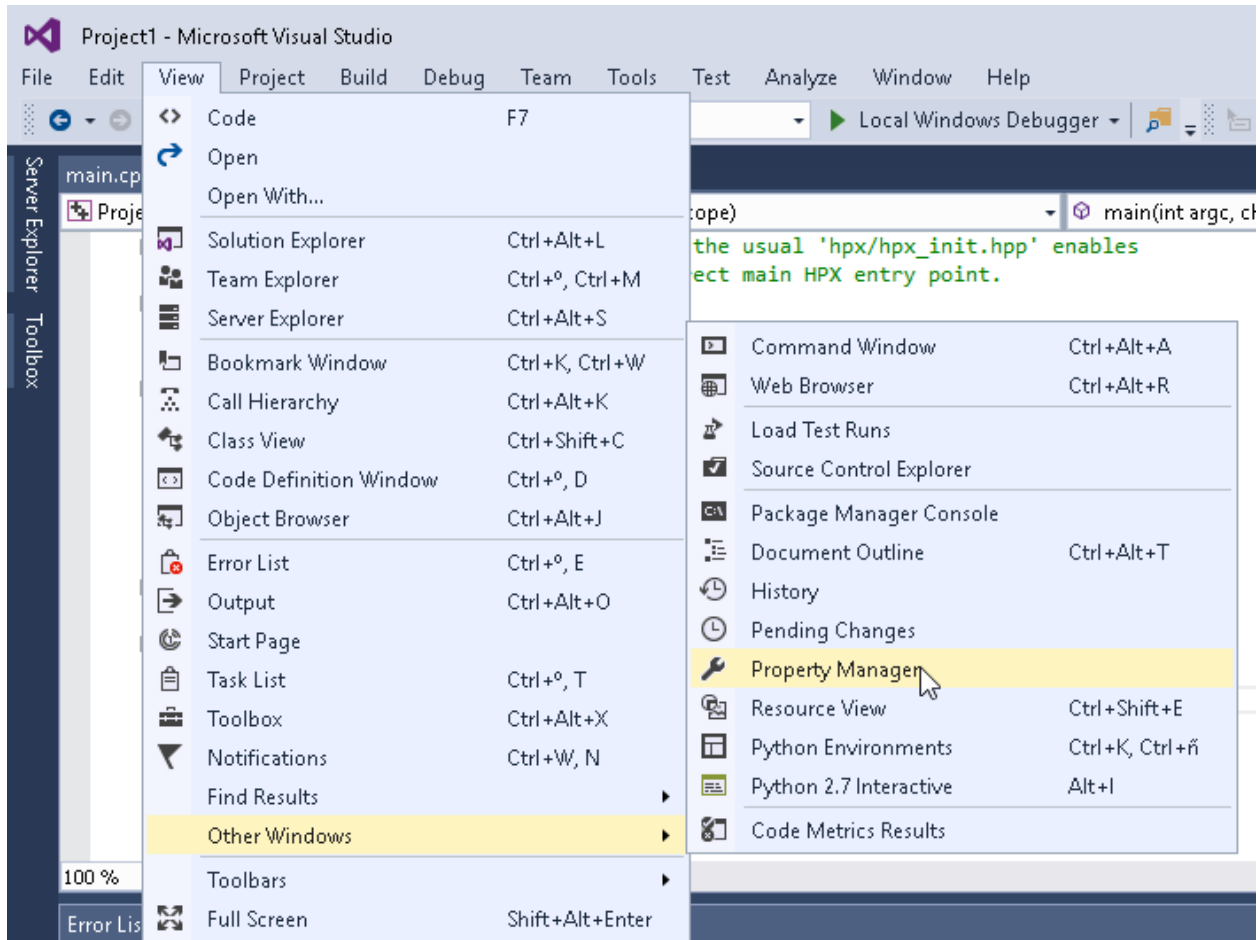 Project1 - Microsoft Visual Studio
File Edit View Project Build Debug Team Tools Test Analyze Window Help
Local Windows Debugger
Server Explorer
Toolbox
main.cp
Proje
cope)
main(int argc, ch
the usual 'hpx/hpx_init.hpp' enables
ect main HPX entry point.
Code F7
Open
Open With...
Solution Explorer Ctrl+Alt+L
Team Explorer Ctrl+º, Ctrl+M
Server Explorer Ctrl+Alt+S
Bookmark Window Ctrl+K, Ctrl+W
Call Hierarchy Ctrl+Alt+K
Class View Ctrl+Shift+C
Code Definition Window Ctrl+º, D
Object Browser Ctrl+Alt+J
Error List Ctrl+º, E
Output Ctrl+Alt+O
Start Page
Task List Ctrl+º, T
Toolbox Ctrl+Alt+X
Notifications Ctrl+W, N
Find Results
Other Windows
Toolbars
Full Screen Shift+Alt+Enter
Command Window Ctrl+Alt+A
Web Browser Ctrl+Alt+R
Load Test Runs
Source Control Explorer
Package Manager Console
Document Outline Ctrl+Alt+T
History
Pending Changes
Property Manager
Resource View Ctrl+Shift+E
Python Environments Ctrl+K, Ctrl+ñ
Python 2.7 Interactive Alt+I
Code Metrics Results
100 %
Error Lis